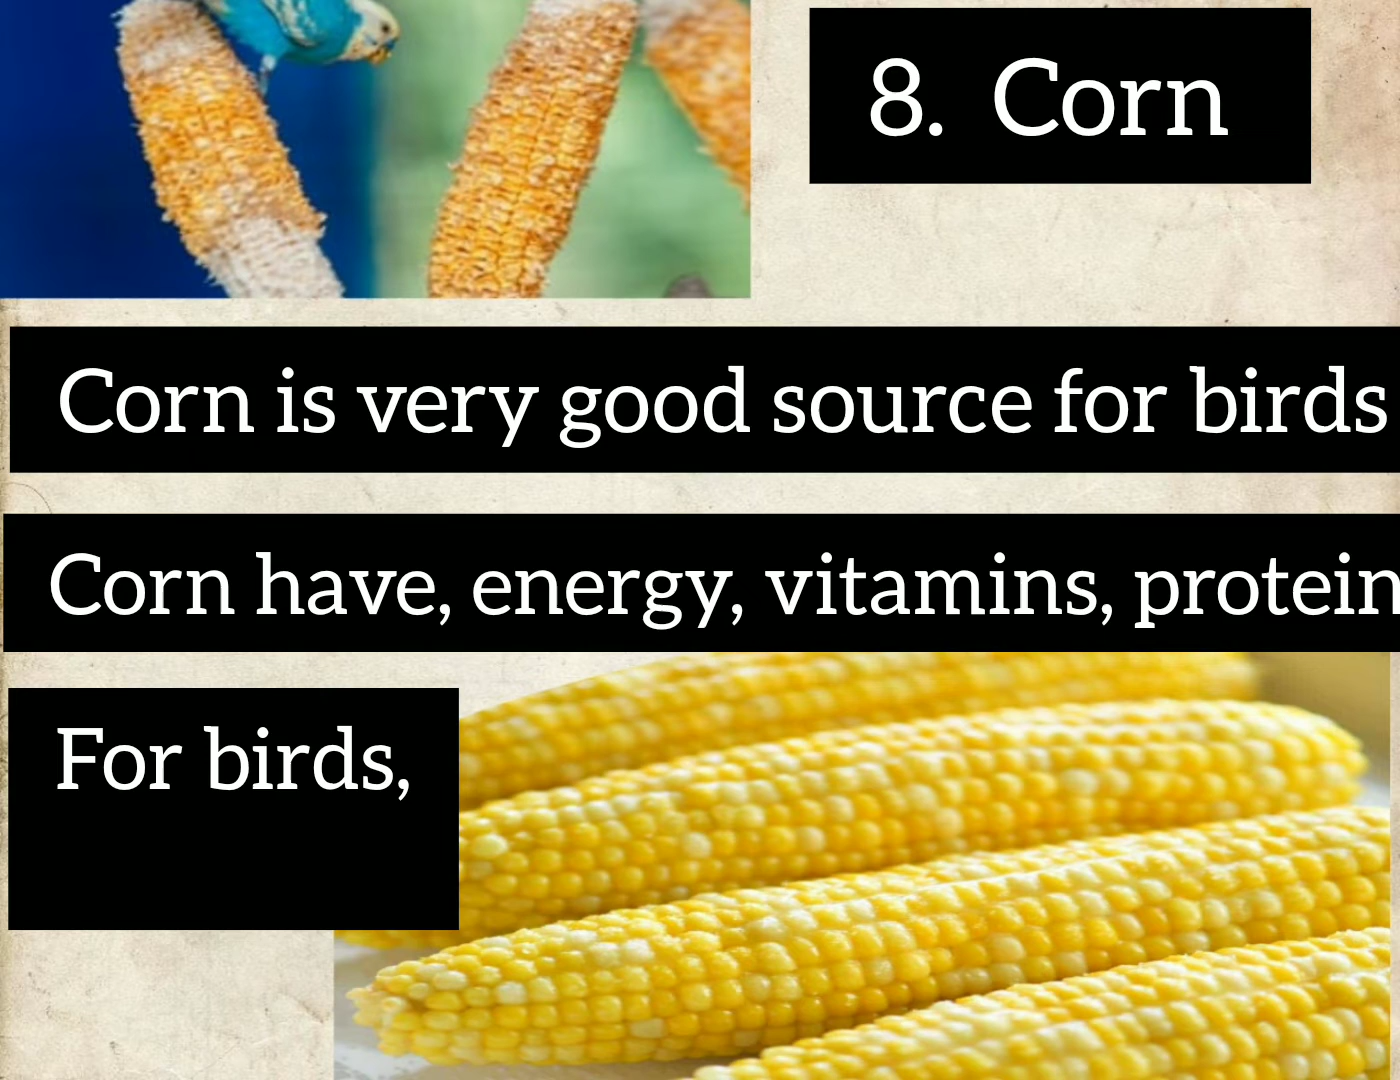 8. Corn
Corn is very good source for birds
Corn have, energy, vitamins, protein
For birds,